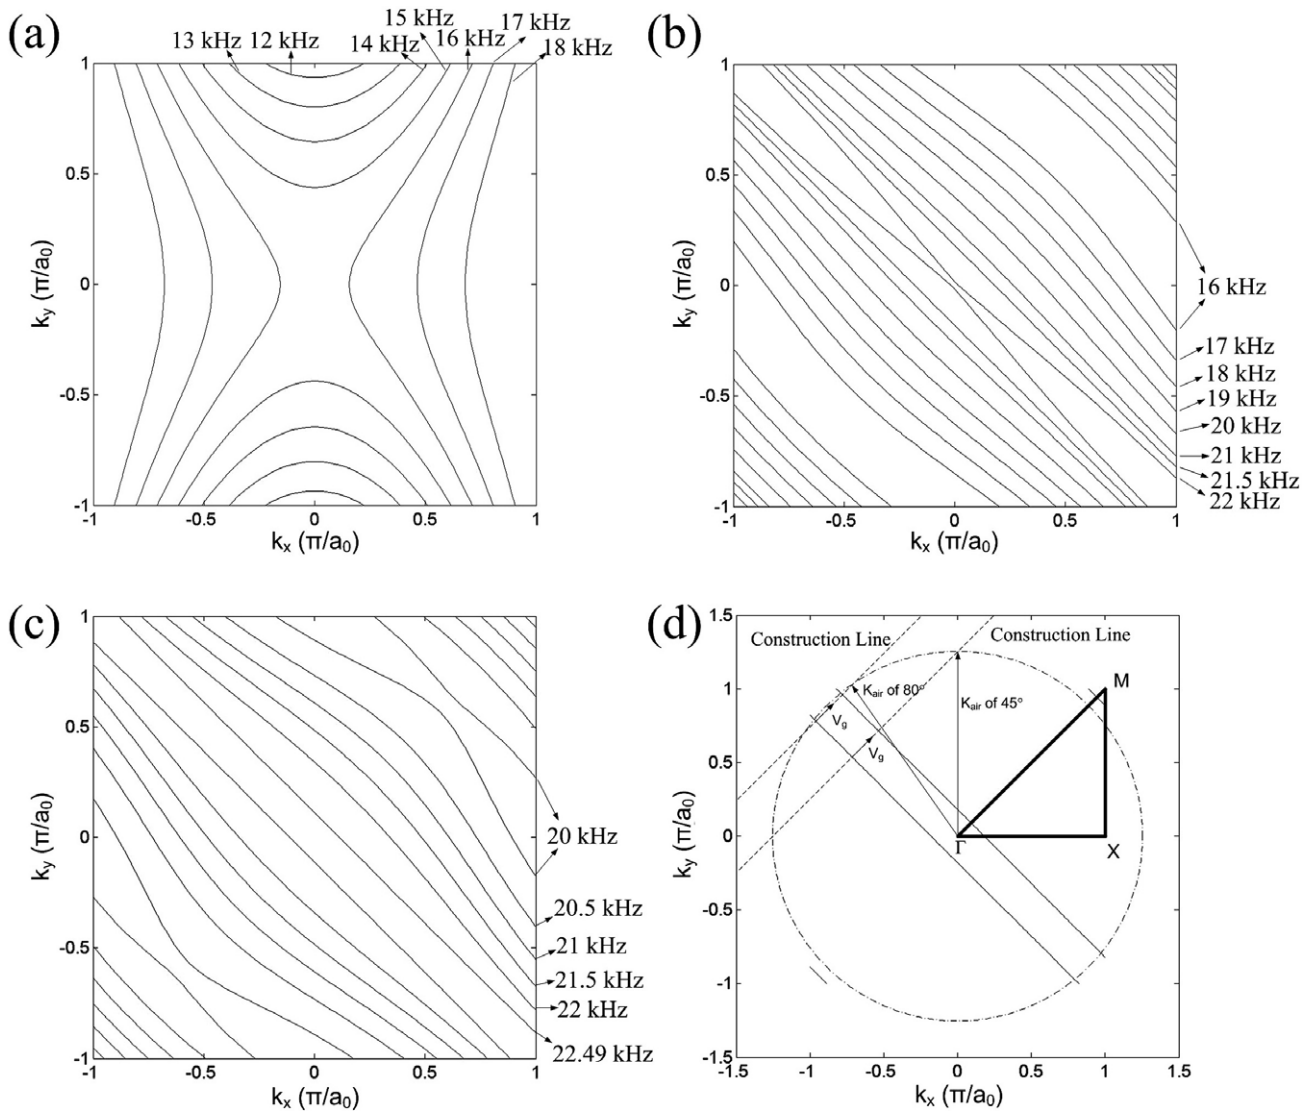 (a)
15 kHz
17 kHz
13 kHz 12 kHz 14 kHz 16 kHz 18 kHz
1
0.5
0
-0.5
-1
-1 -0.5 0 0.5 1
ky (π/a0)
kx (π/a0)
(b)
1
0.5
0
-0.5
-1
-1 -0.5 0 0.5 1
ky (π/a0)
kx (π/a0)
16 kHz
17 kHz
18 kHz
19 kHz
20 kHz
21 kHz
21.5 kHz
22 kHz
(c)
1
0.5
0
-0.5
-1
-1 -0.5 0 0.5 1
ky (π/a0)
kx (π/a0)
20 kHz
20.5 kHz
21 kHz
21.5 kHz
22 kHz
22.49 kHz
(d)
1.5
1
0.5
0
-0.5
-1
-1.5
-1.5 -1 -0.5 0 0.5 1 1.5
ky (π/a0)
kx (π/a0)
Construction Line
Construction Line
Kair of 80°
Kair of 45°
Vg
Vg
M
Γ
X